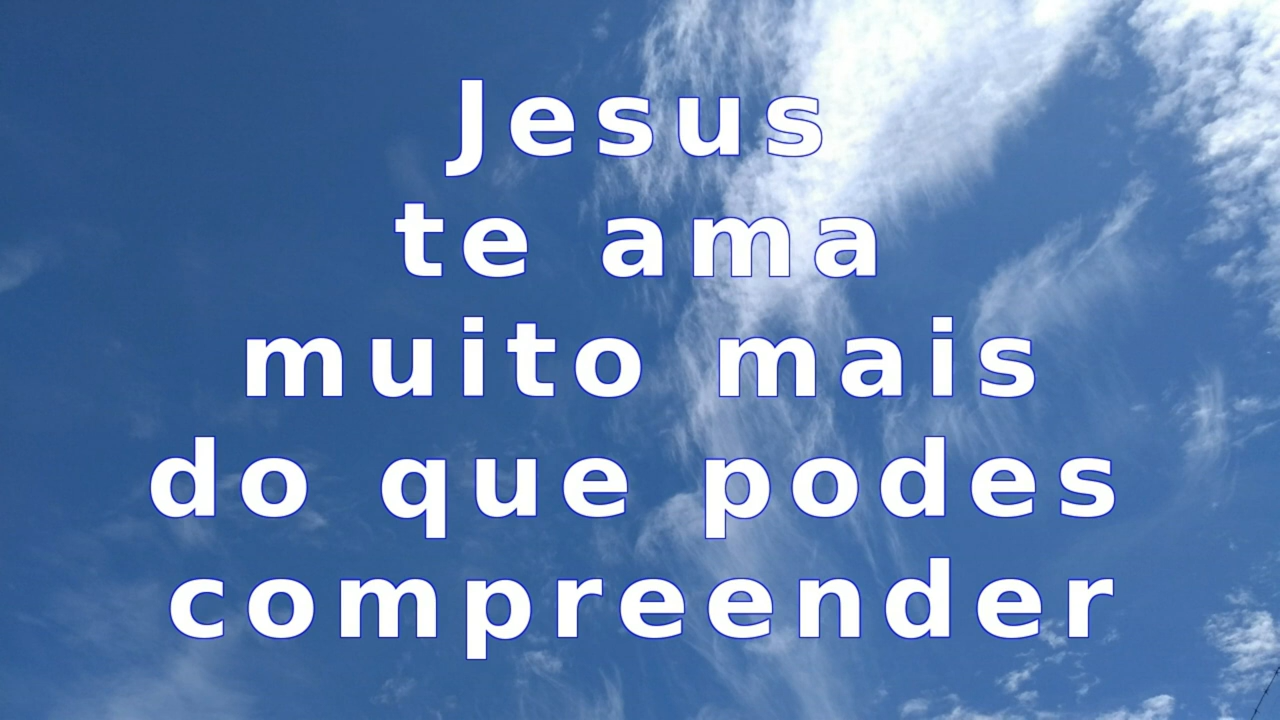 Jesus
te ama
muito mais
do que podes
compreender